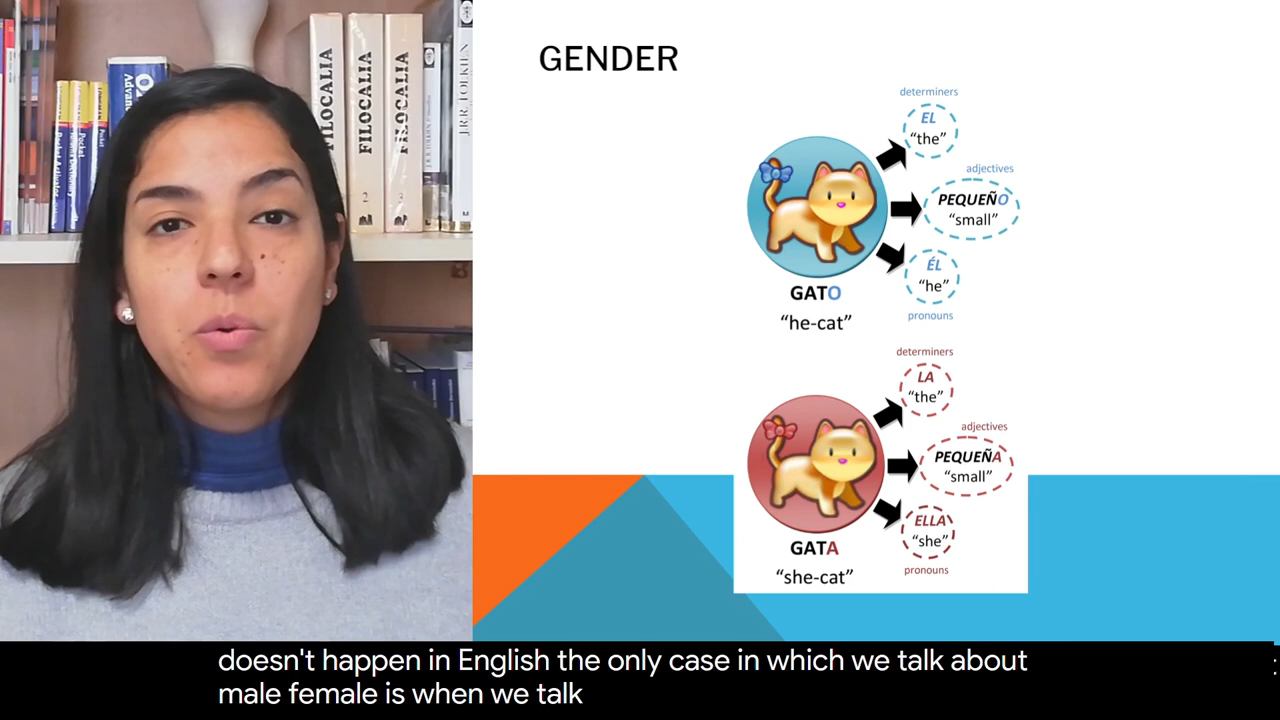 FILOCALIA
FILOCALIA
2
FILOCALIA
3
J.R.R. TOLKIEN
GENDER
determiners
EL
“the”
adjectives
PEQUEÑO
“small”
ÉL
“he”
pronouns
GATO
“he-cat”
determiners
LA
“the”
adjectives
PEQUEÑA
“small”
ELLA
“she”
pronouns
GATA
“she-cat”
doesn't happen in English the only case in which we talk about
male female is when we talk